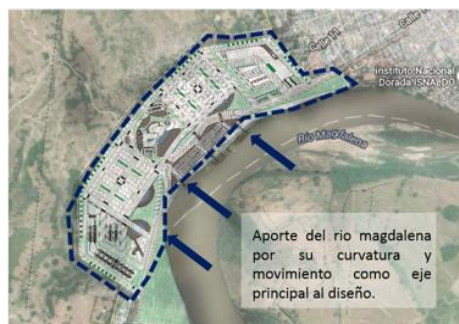 Calle 11
Calle
Instituto Nacional
Dorada ISNALDO
Rio Magdalena
Aporte del rio magdalena
por su curvatura y
movimiento como eje
principal al diseño.